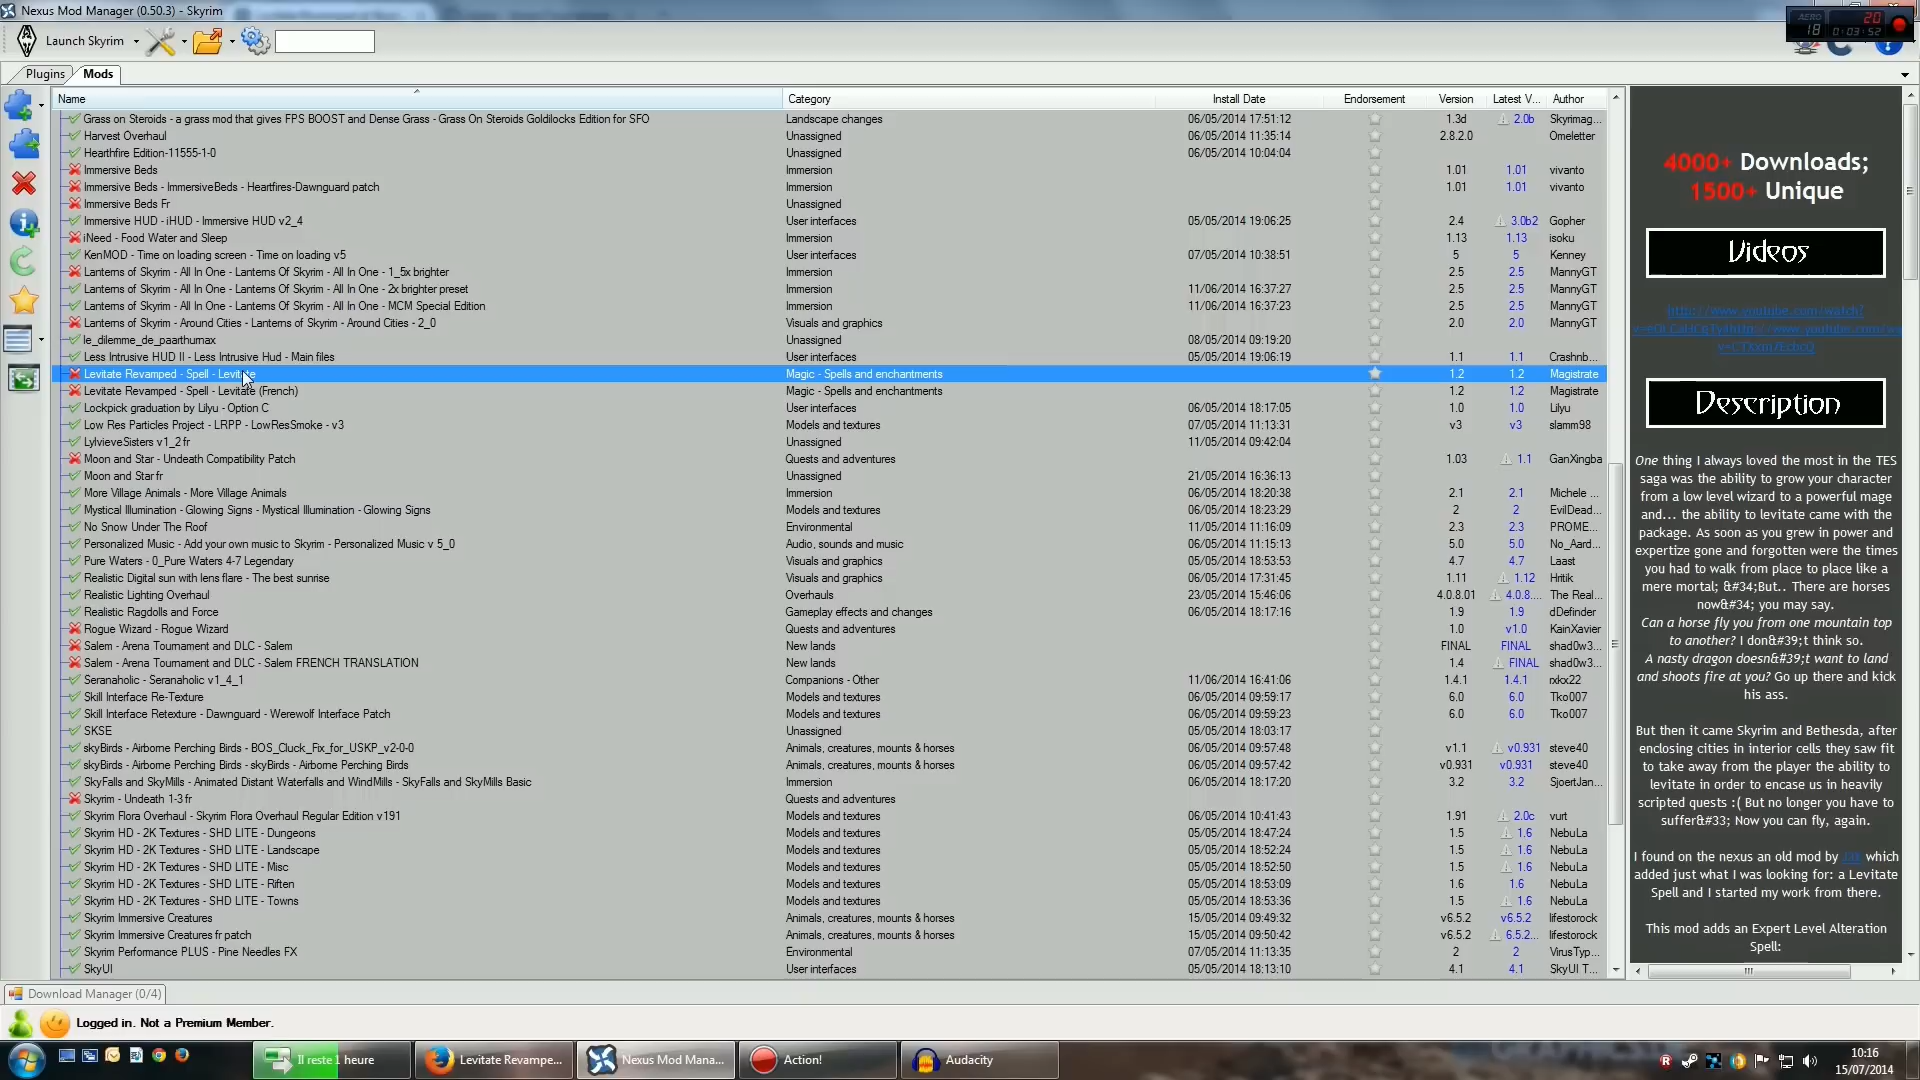 Nexus Mod Manager (0.50.3) - Skyrim
AERO 18 20 0:03:52
Launch Skyrim
Plugins Mods
Name Category Install Date Endorsement Version Latest V... Author
Grass on Steroids - a grass mod that gives FPS BOOST and Dense Grass - Grass On Steroids Goldilocks Edition for SFO Landscape changes 06/05/2014 17:51:12 1.3d 2.0b Skyrimag...
Harvest Overhaul Unassigned 06/05/2014 11:35:14 2.8.2.0 Omeletter
Hearthfire Edition-11555-1-0 Unassigned 06/05/2014 10:04:04
Immersive Beds Immersion 1.01 1.01 vivanto
Immersive Beds - ImmersiveBeds - Heartfires-Dawnguard patch Immersion 1.01 1.01 vivanto
Immersive Beds Fr Unassigned
Immersive HUD - iHUD - Immersive HUD v2_4 User interfaces 05/05/2014 19:06:25 2.4 3.0b2 Gopher
iNeed - Food Water and Sleep Immersion 1.13 1.13 isoku
KenMOD - Time on loading screen - Time on loading v5 User interfaces 07/05/2014 10:38:51 5 5 Kenney
Lanterns of Skyrim - All In One - Lanterns Of Skyrim - All In One - 1_5x brighter Immersion 2.5 2.5 MannyGT
Lanterns of Skyrim - All In One - Lanterns Of Skyrim - All In One - 2x brighter preset Immersion 11/06/2014 16:37:27 2.5 2.5 MannyGT
Lanterns of Skyrim - All In One - Lanterns Of Skyrim - All In One - MCM Special Edition Immersion 11/06/2014 16:37:23 2.5 2.5 MannyGT
Lanterns of Skyrim - Around Cities - Lanterns of Skyrim - Around Cities - 2_0 Visuals and graphics 2.0 2.0 MannyGT
le_dilemme_de_paarthurnax Unassigned 08/05/2014 09:19:20
Less Intrusive HUD II - Less Intrusive Hud - Main files User interfaces 05/05/2014 19:06:19 1.1 1.1 Crashnb...
Levitate Revamped - Spell - Levitate Magic - Spells and enchantments 1.2 1.2 Magistrate
Levitate Revamped - Spell - Levitate (French) Magic - Spells and enchantments 1.2 1.2 Magistrate
Lockpick graduation by Lilyu - Option C User interfaces 06/05/2014 18:17:05 1.0 1.0 Lilyu
Low Res Particles Project - LRPP - LowResSmoke - v3 Models and textures 07/05/2014 11:13:31 v3 v3 slamm98
LylvieveSisters v1_2 fr Unassigned 11/05/2014 09:42:04
Moon and Star - Undeath Compatibility Patch Quests and adventures 1.03 1.1 GanXingba
Moon and Star fr Unassigned 21/05/2014 16:36:13
More Village Animals - More Village Animals Immersion 06/05/2014 18:20:38 2.1 2.1 Michele ...
Mystical Illumination - Glowing Signs - Mystical Illumination - Glowing Signs Models and textures 06/05/2014 18:23:29 2 2 EvilDead...
No Snow Under The Roof Environmental 11/05/2014 11:16:09 2.3 2.3 PROME...
Personalized Music - Add your own music to Skyrim - Personalized Music v 5_0 Audio, sounds and music 06/05/2014 11:15:13 5.0 5.0 No_Aard...
Pure Waters - 0_Pure Waters 4-7 Legendary Visuals and graphics 05/05/2014 18:53:53 4.7 4.7 Laast
Realistic Digital sun with lens flare - The best sunrise Visuals and graphics 06/05/2014 17:31:45 1.11 1.12 Hritik
Realistic Lighting Overhaul Overhauls 23/05/2014 15:46:06 4.0.8.01 4.0.8.... The Real...
Realistic Ragdolls and Force Gameplay effects and changes 06/05/2014 18:17:16 1.9 1.9 dDefinder
Rogue Wizard - Rogue Wizard Quests and adventures 1.0 v1.0 KainXavier
Salem - Arena Tournament and DLC - Salem New lands FINAL FINAL shad0w3...
Salem - Arena Tournament and DLC - Salem FRENCH TRANSLATION New lands 1.4 FINAL shad0w3...
Seranaholic - Seranaholic v1_4_1 Companions - Other 11/06/2014 16:41:06 1.4.1 1.4.1 rxkx22
Skill Interface Re-Texture Models and textures 06/05/2014 09:59:17 6.0 6.0 Tko007
Skill Interface Retexture - Dawnguard - Werewolf Interface Patch Models and textures 06/05/2014 09:59:23 6.0 6.0 Tko007
SKSE Unassigned 05/05/2014 18:03:17
skyBirds - Airborne Perching Birds - BOS_Cluck_Fix_for_USKP_v2-0-0 Animals, creatures, mounts & horses 06/05/2014 09:57:48 v1.1 v0.931 steve40
skyBirds - Airborne Perching Birds - skyBirds - Airborne Perching Birds Animals, creatures, mounts & horses 06/05/2014 09:57:42 v0.931 v0.931 steve40
SkyFalls and SkyMills - Animated Distant Waterfalls and WindMills - SkyFalls and SkyMills Basic Immersion 06/05/2014 18:17:20 3.2 3.2 SjoertJan...
Skyrim - Undeath 1-3 fr Quests and adventures
Skyrim Flora Overhaul - Skyrim Flora Overhaul Regular Edition v191 Models and textures 06/05/2014 10:41:43 1.91 2.0c vurt
Skyrim HD - 2K Textures - SHD LITE - Dungeons Models and textures 05/05/2014 18:47:24 1.5 1.6 NebuLa
Skyrim HD - 2K Textures - SHD LITE - Landscape Models and textures 05/05/2014 18:52:24 1.5 1.6 NebuLa
Skyrim HD - 2K Textures - SHD LITE - Misc Models and textures 05/05/2014 18:52:50 1.5 1.6 NebuLa
Skyrim HD - 2K Textures - SHD LITE - Riften Models and textures 05/05/2014 18:53:09 1.6 1.6 NebuLa
Skyrim HD - 2K Textures - SHD LITE - Towns Models and textures 05/05/2014 18:53:36 1.5 1.6 NebuLa
Skyrim Immersive Creatures Animals, creatures, mounts & horses 15/05/2014 09:49:32 v6.5.2 v6.5.2 lifestorock
Skyrim Immersive Creatures fr patch Animals, creatures, mounts & horses 15/05/2014 09:50:42 v6.5.2 6.5.2... lifestorock
Skyrim Performance PLUS - Pine Needles FX Environmental 07/05/2014 11:13:35 2 2 VirusTyp...
SkyUI User interfaces 05/05/2014 18:13:10 4.1 4.1 SkyUI T...
4000+ Downloads;
1500+ Unique
Videos
http://www.youtube.com/watch?
Description
One thing I always loved the most in the TES
saga was the ability to grow your character
from a low level wizard to a powerful mage
and... the ability to levitate came with the
package. As soon as you grew in power and
expertize gone and forgotten were the times
you had to walk from place to place like a
mere mortal; &#34;But.. There are horses
now&#34; you may say.
Can a horse fly you from one mountain top
to another? I don&#39;t think so.
A nasty dragon doesn&#39;t want to land
and shoots fire at you? Go up there and kick
his ass.
But then it came Skyrim and Bethesda, after
enclosing cities in interior cells they saw fit
to take away from the player the ability to
levitate in order to encase us in heavily
scripted quests :( But no longer you have to
suffer&#33; Now you can fly, again.
I found on the nexus an old mod by which
added just what I was looking for: a Levitate
Spell and I started my work from there.
This mod adds an Expert Level Alteration
Spell:
Download Manager (0/4)
Logged in. Not a Premium Member.
Il reste 1 heure
Levitate Revampe...
Nexus Mod Mana...
Action!
Audacity
10:16
15/07/2014